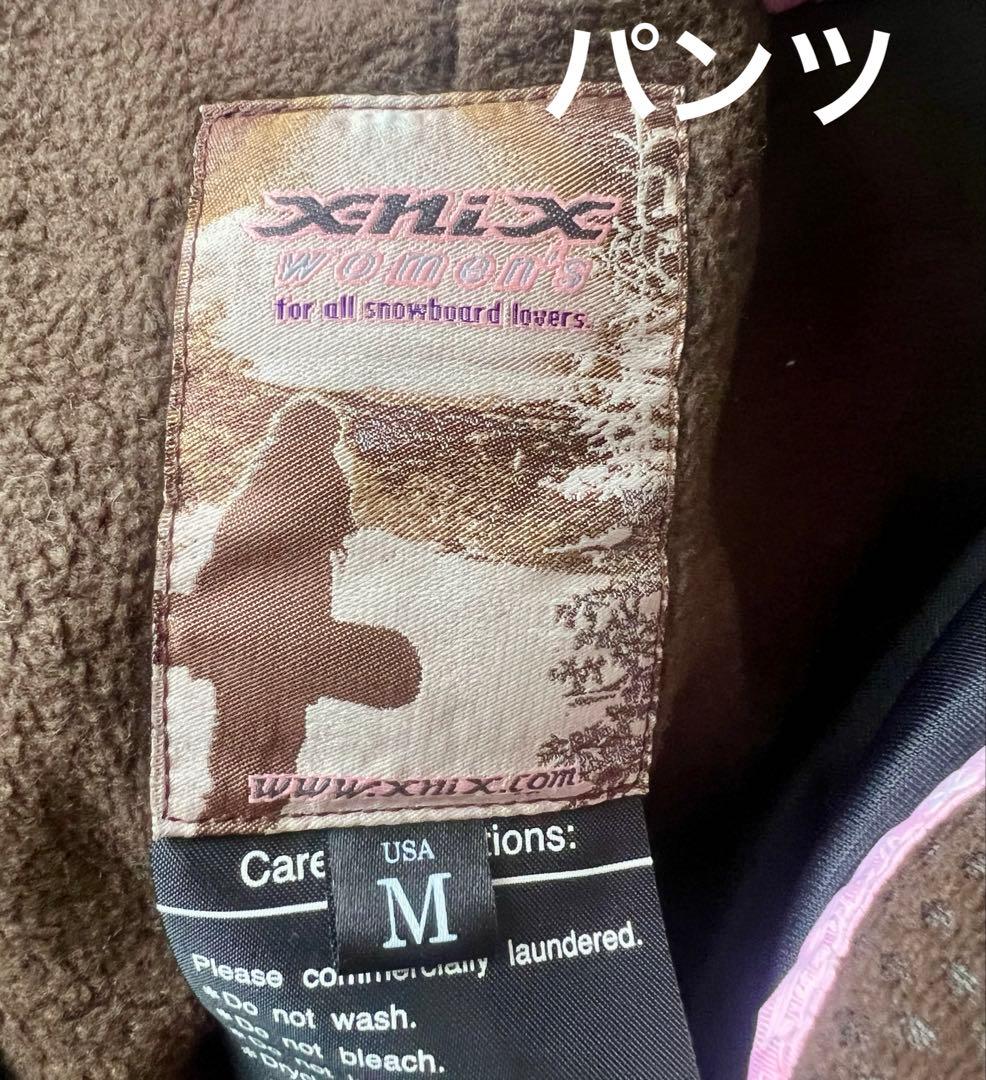 パンツ
xnix
women's
for all snowboard lovers.
www.xnix.com
Care tions:
USA
M
Please commercially laundered.
*Do not wash.
*Do not bleach.